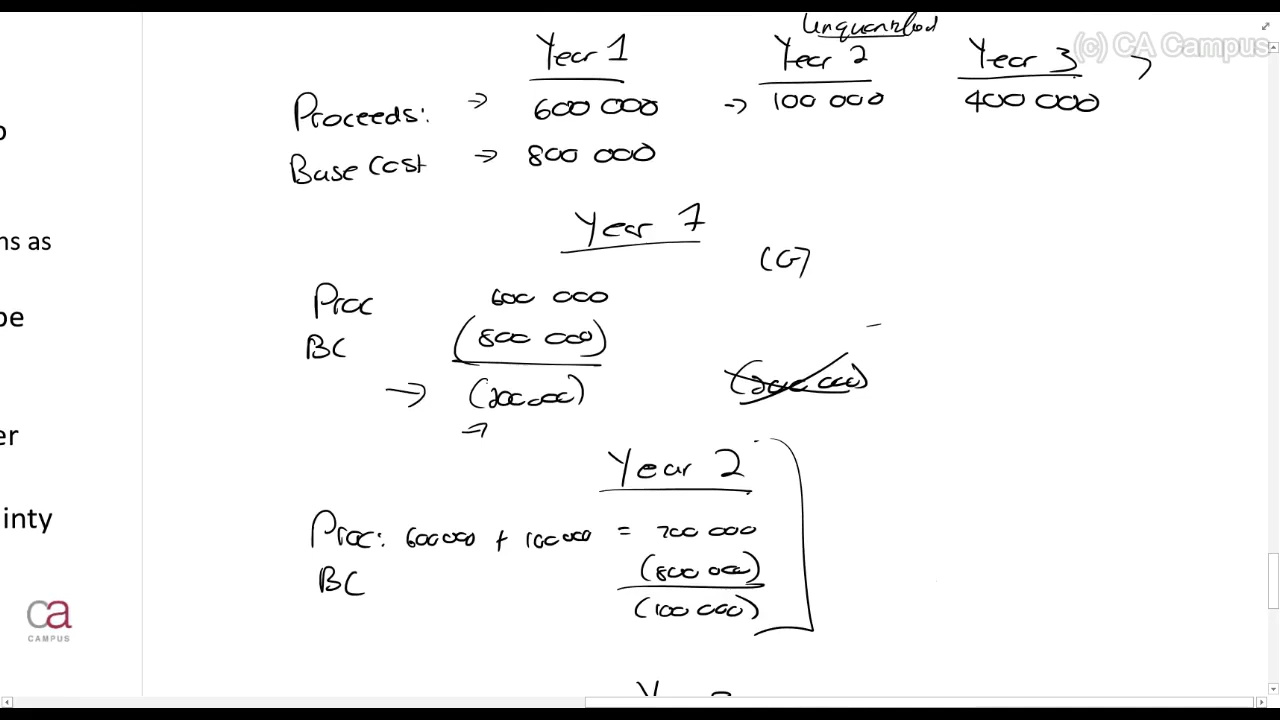 Unquantified
(c) CA Campus
Year 1 Year 2 Year 3
Proceeds: → 600 000 → 100 000 400 000
Base Cost → 800 000
ns as
Year 1
(G)
Proc 600 000
be
BC (800 000)
→ (200 000) (200 000)
er
Year 2
inty
Proc: 600000 + 100 000 = 700 000
BC (800 000)
(100 000)
ca
CAMPUS